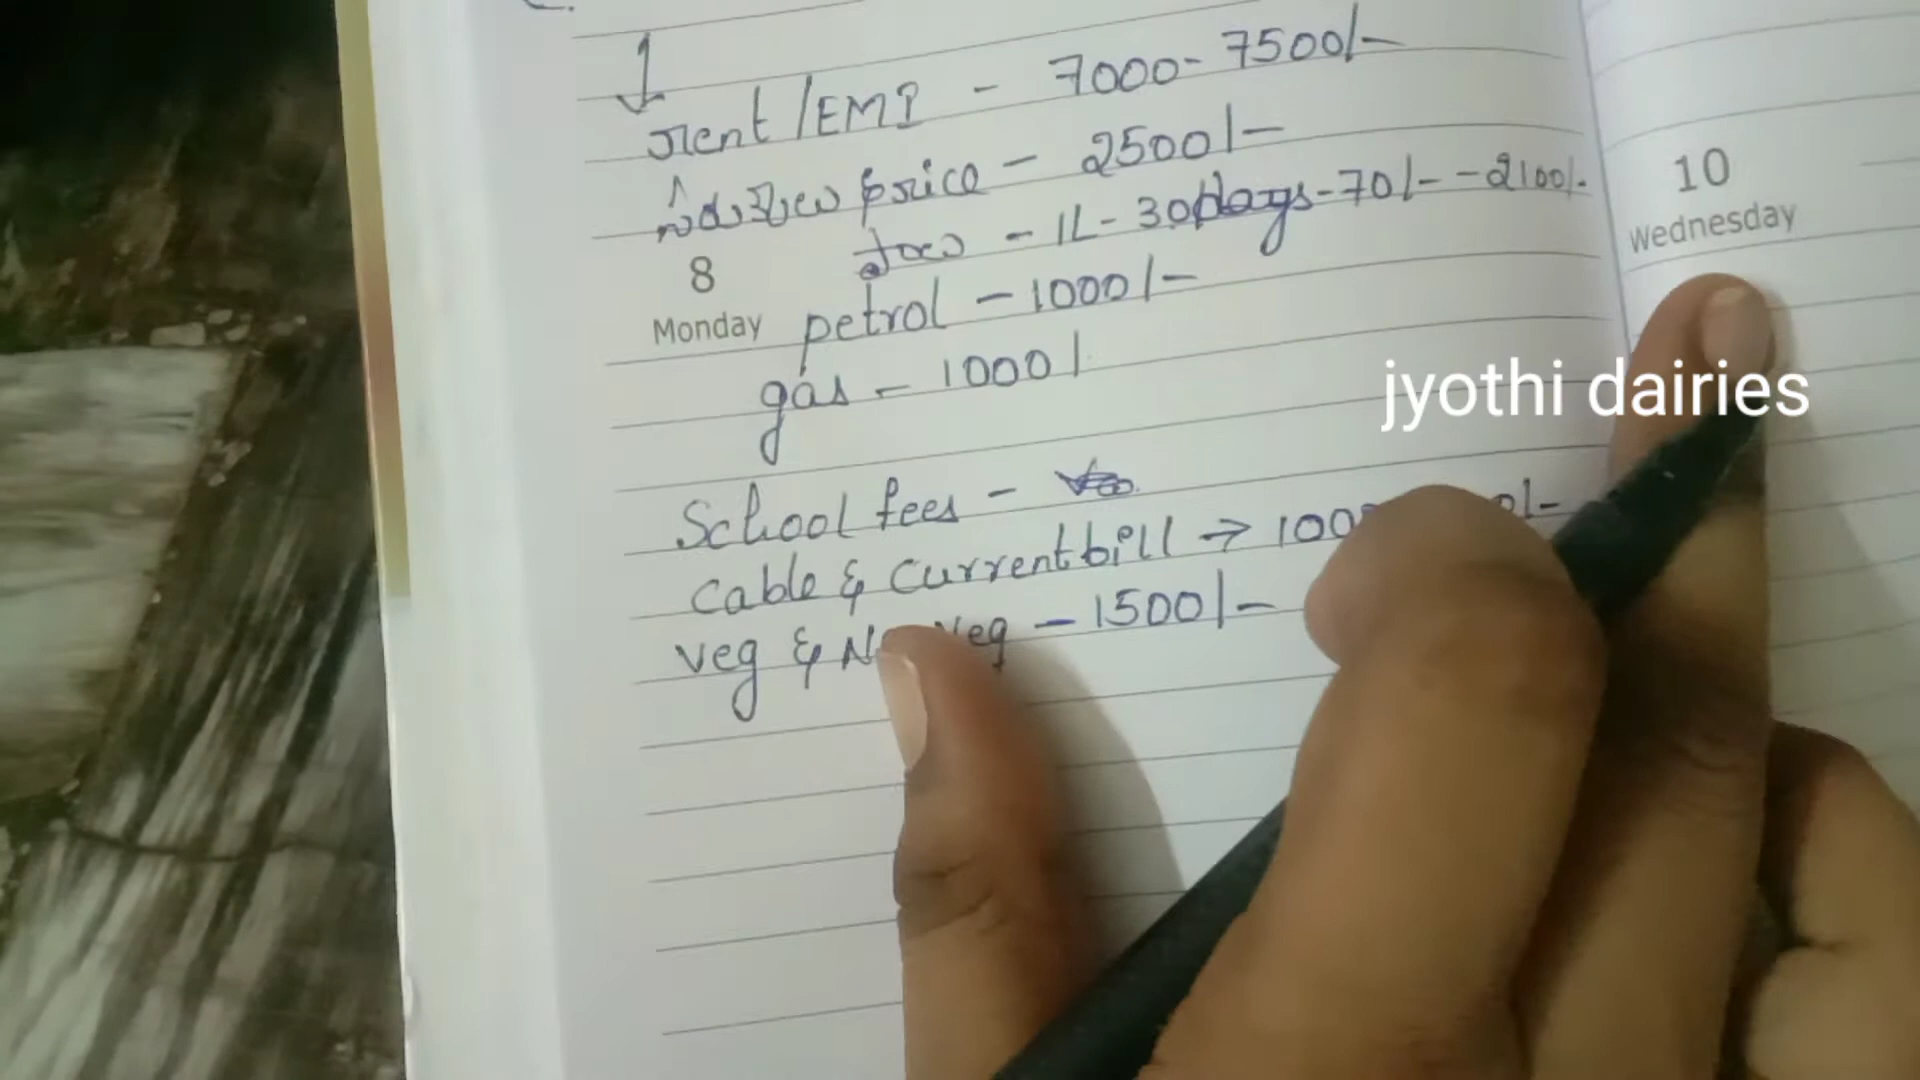 rent/EMI - 7000-7500/-
price - 2500/-
పాలు - 1L - 30days-70/- -2100/-
8
Monday
petrol - 1000/-
gas - 1000/
School fees -
Cable & Current bill → 100
veg & Veg - 1500/-
10
Wednesday
jyothi dairies